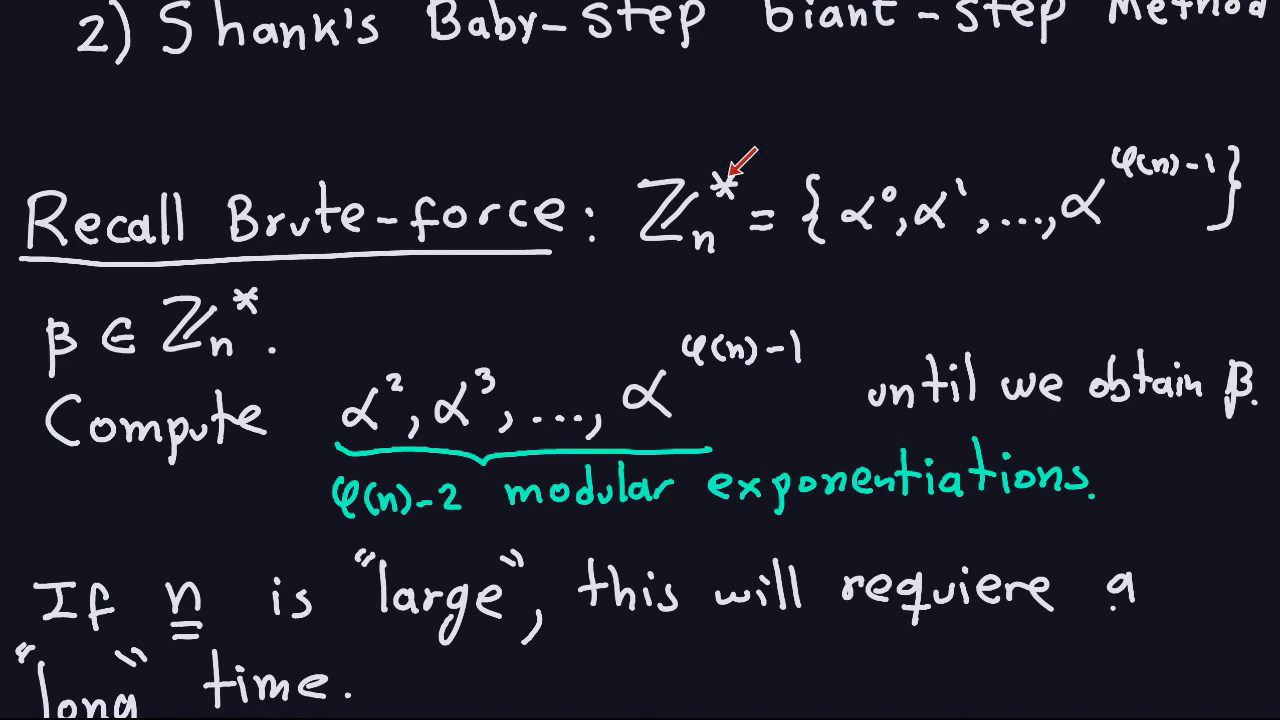 2) Shank's Baby-Step Giant-Step Method
Recall Brute-force: ℤₙ* = {α⁰, α¹, ..., α^(φ(n)-1)}
β ∈ ℤₙ*.
Compute α², α³, ..., α^(φ(n)-1) until we obtain β.
φ(n)-2 modular exponentiations.
If n is "large", this will requiere a
"long" time.